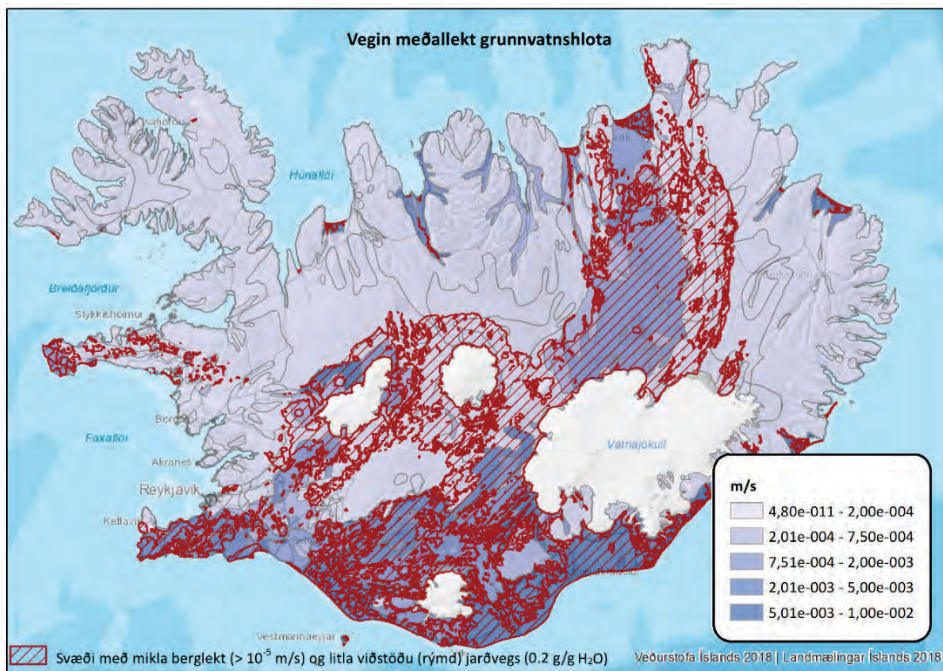 Vegin meðallekt grunnvatnshlota
Húnaflói
Breiðafjörður
Stykkishólmur
Faxaflói
Akranes
Reykjavík
Keflavík
Vatnajökull
Vestmannaeyjar
m/s
4,80e-011 - 2,00e-004
2,01e-004 - 7,50e-004
7,51e-004 - 2,00e-003
2,01e-003 - 5,00e-003
5,01e-003 - 1,00e-002
Svæði með mikla berglekt (> 10⁻⁵ m/s) og litla viðstöðu (rýmd) jarðvegs (0.2 g/g H₂O)
Veðurstofa Íslands 2018 | Landmælingar Íslands 2018